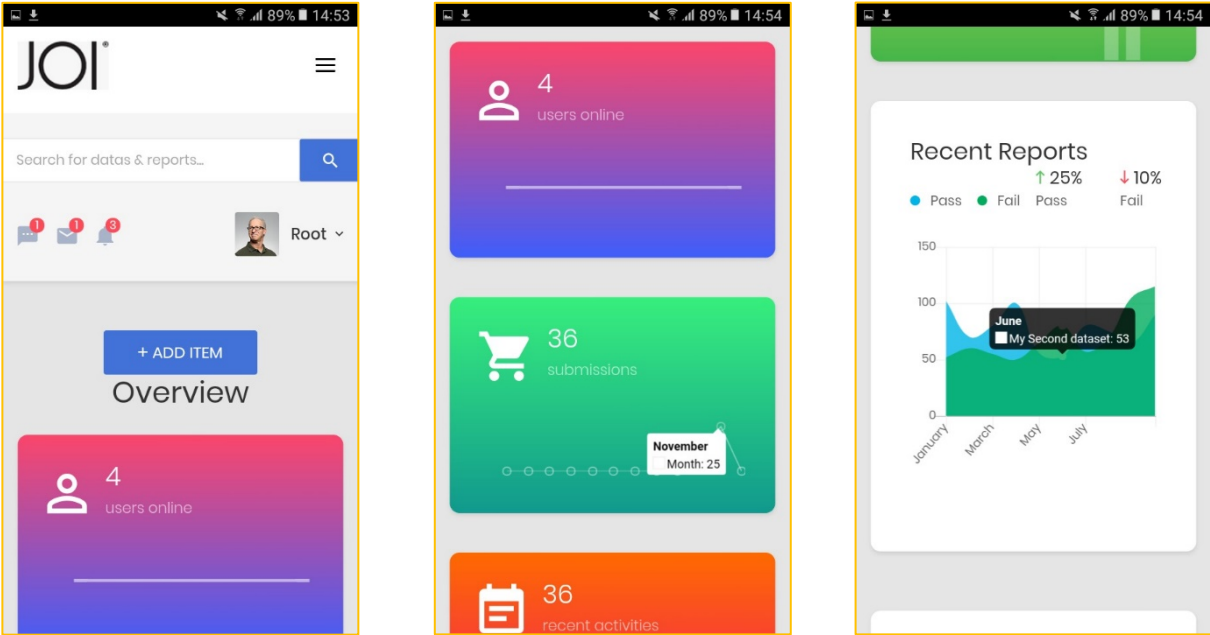 89% 14:53
JOI®
Search for datas & reports...
1 1 3
Root
+ ADD ITEM
Overview
4
users online
89% 14:54
4
users online
36
submissions
November
Month: 25
36
recent activities
89% 14:54
Recent Reports
↑ 25% ↓ 10%
Pass Fail Pass Fail
150
100
June
My Second dataset: 53
50
0
January March May July